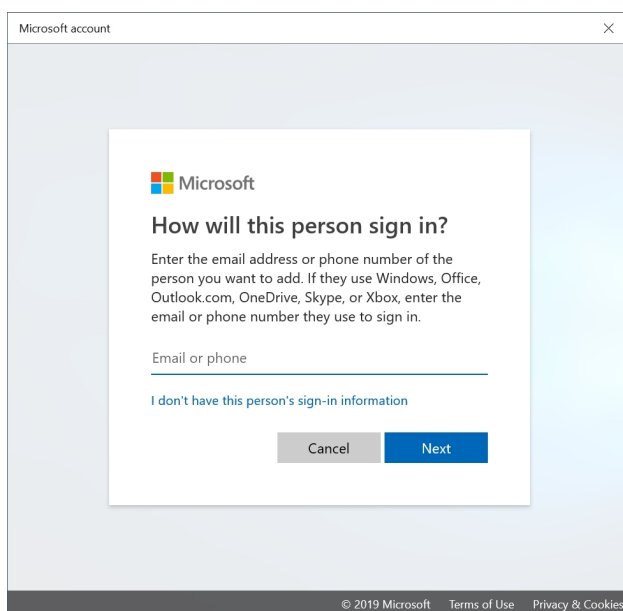 Microsoft account
Microsoft
How will this person sign in?
Enter the email address or phone number of the
person you want to add. If they use Windows, Office,
Outlook.com, OneDrive, Skype, or Xbox, enter the
email or phone number they use to sign in.
Email or phone
I don't have this person's sign-in information
Cancel Next
© 2019 Microsoft Terms of Use Privacy & Cookies